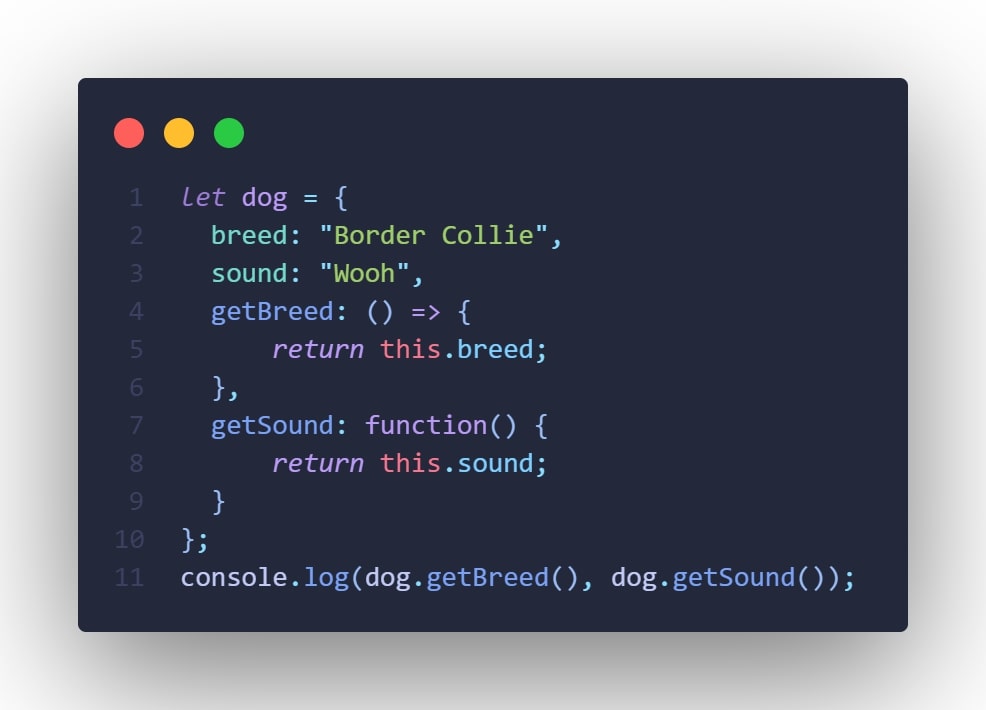 1 let dog = {
2   breed: "Border Collie",
3   sound: "Wooh",
4   getBreed: () => {
5       return this.breed;
6   },
7   getSound: function() {
8       return this.sound;
9   }
10 };
11 console.log(dog.getBreed(), dog.getSound());